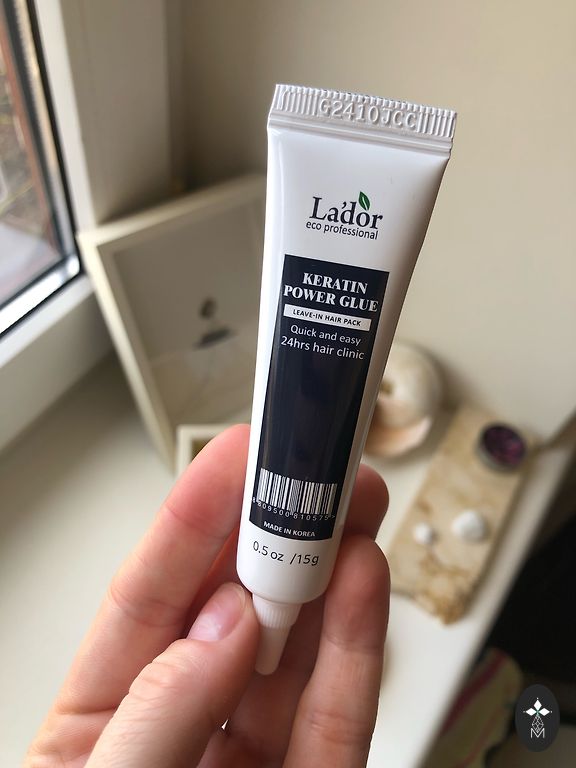 G2410JCC
La'dor
eco professional
KERATIN
POWER GLUE
LEAVE-IN HAIR PACK
Quick and easy
24hrs hair clinic
8809500810575>
MADE IN KOREA
0.5 oz /15g
M